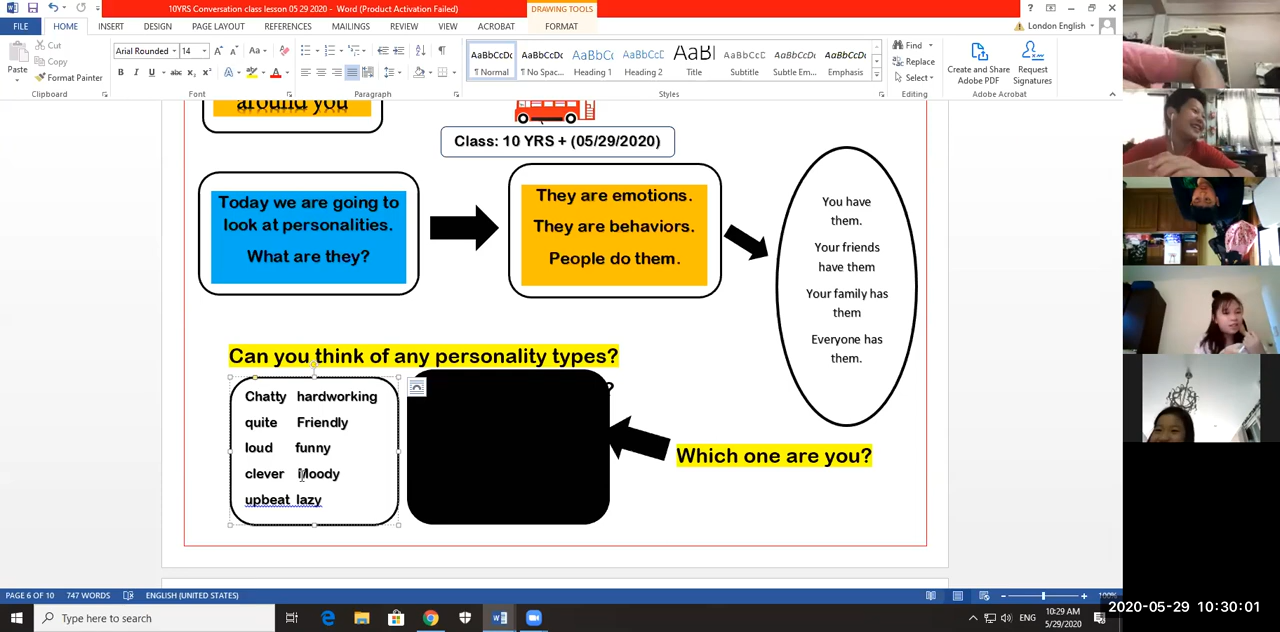 10YRS Conversation class lesson 05 29 2020 - Word (Product Activation Failed)
DRAWING TOOLS
FILE HOME INSERT DESIGN PAGE LAYOUT REFERENCES MAILINGS REVIEW VIEW ACROBAT FORMAT
London English
Paste
Cut
Copy
Format Painter
Clipboard
Arial Rounded 14
Font
Paragraph
AaBbCcDc AaBbCcDc AaBbCc AaBbCcD AaBI AaBbCcD AaBbCcDc AaBbCcDc
¶ Normal ¶ No Spac... Heading 1 Heading 2 Title Subtitle Subtle Em... Emphasis
Styles
Find
Replace
Select
Editing
Create and Share Adobe PDF
Request Signatures
Adobe Acrobat
around you
Class: 10 YRS + (05/29/2020)
Today we are going to
look at personalities.
What are they?
They are emotions.
They are behaviors.
People do them.
You have
them.
Your friends
have them
Your family has
them
Everyone has
them.
Can you think of any personality types?
?
Chatty hardworking
quite Friendly
loud funny
clever Moody
upbeat lazy
Which one are you?
PAGE 6 OF 10 747 WORDS ENGLISH (UNITED STATES)
100%
Type here to search
ENG
10:29 AM
5/29/2020
2020-05-29 10:30:01